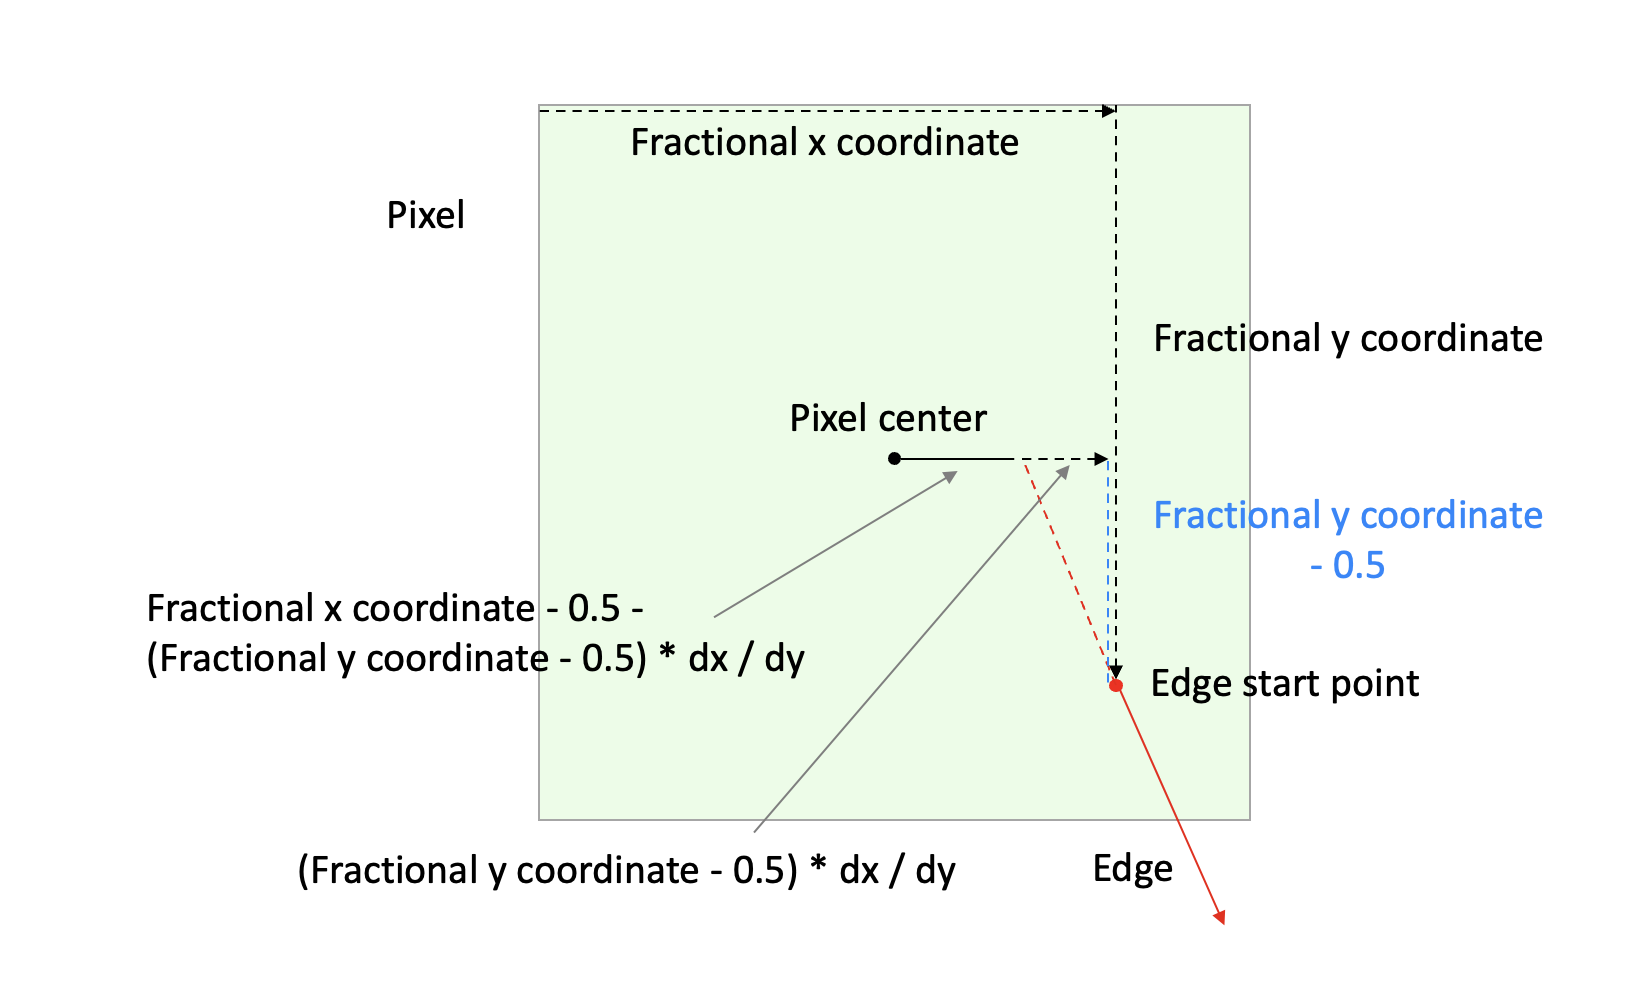 Fractional x coordinate
Pixel
Fractional y coordinate
Pixel center
Fractional y coordinate
- 0.5
Fractional x coordinate - 0.5 -
(Fractional y coordinate - 0.5) * dx / dy
Edge start point
(Fractional y coordinate - 0.5) * dx / dy
Edge